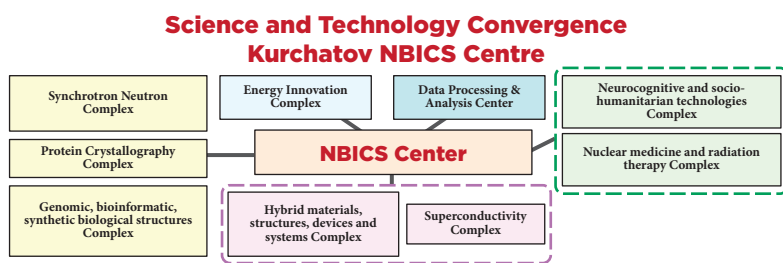 Science and Technology Convergence
Kurchatov NBICS Centre
Synchrotron Neutron
Complex
Energy Innovation
Complex
Data Processing &
Analysis Center
Neurocognitive and socio-
humanitarian technologies
Complex
Protein Crystallography
Complex
NBICS Center
Nuclear medicine and radiation
therapy Complex
Genomic, bioinformatic,
synthetic biological structures
Complex
Hybrid materials,
structures, devices and
systems Complex
Superconductivity
Complex